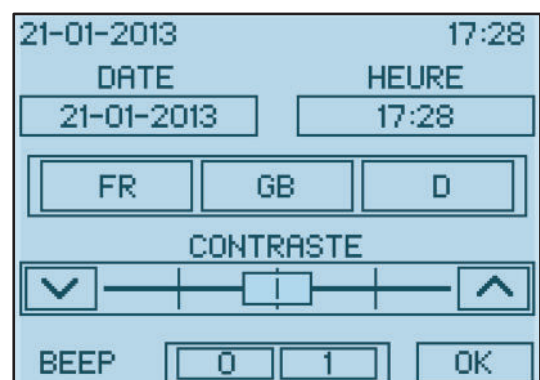 21-01-2013 17:28
DATE HEURE
21-01-2013 17:28
FR GB D
CONTRASTE
BEEP 0 1 OK